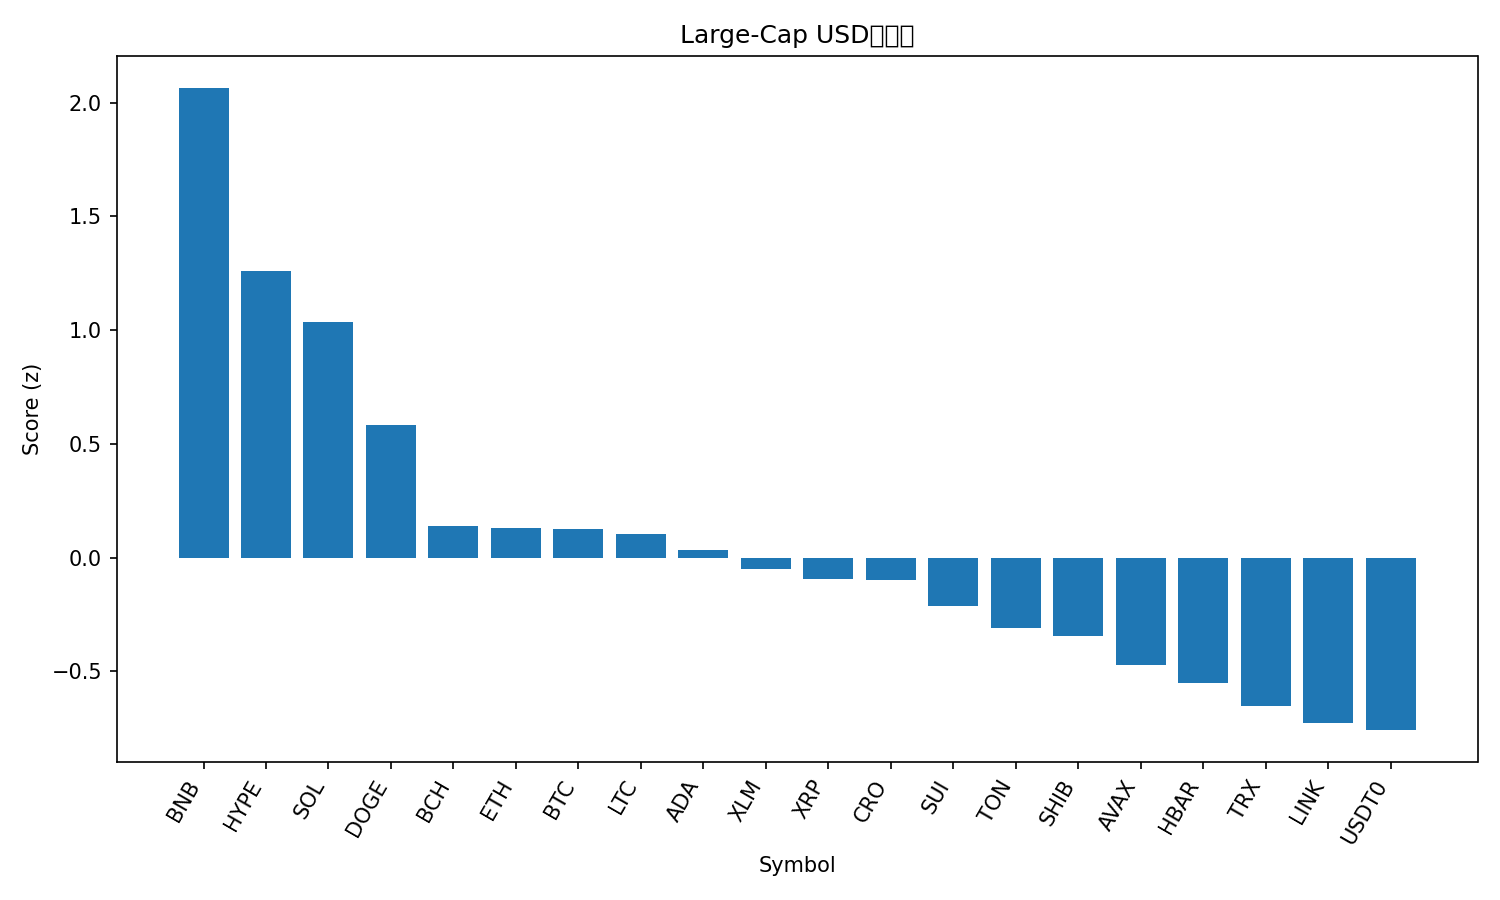 Large-Cap USD
2.0
1.5
1.0
0.5
0.0
−0.5
Score (z)
BNB
HYPE
SOL
DOGE
BCH
ETH
BTC
LTC
ADA
XLM
XRP
CRO
SUI
TON
SHIB
AVAX
HBAR
TRX
LINK
USDT0
Symbol